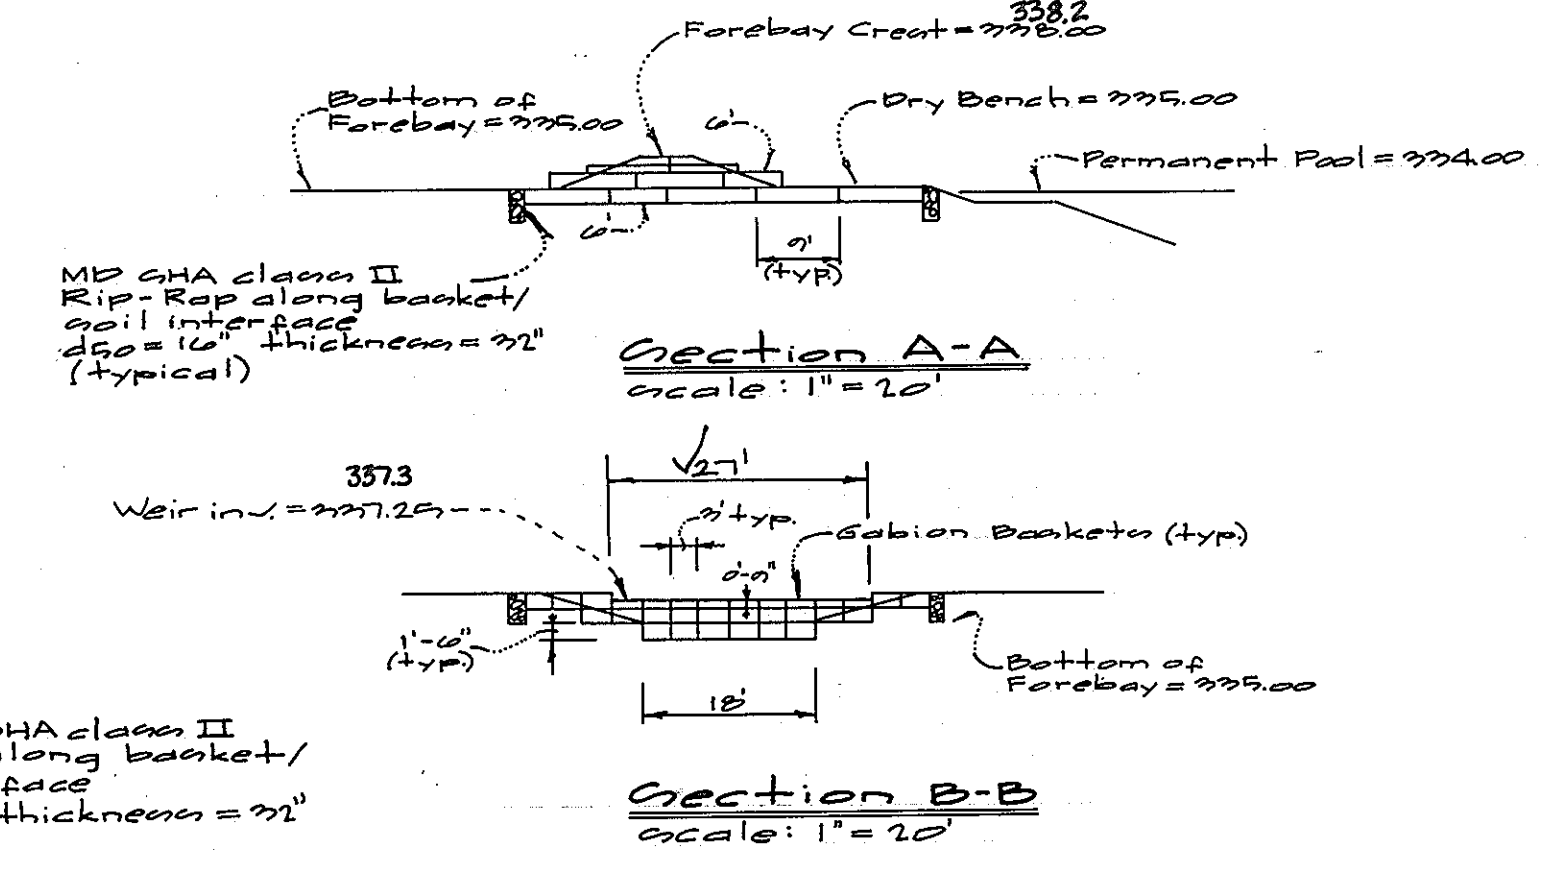 338.2
Forebay Crest = 338.00
Bottom of
Forebay = 335.00
6'
Dry Bench = 335.00
Permanent Pool = 334.00
6'
9'
(typ.)
MD SHA class II
Rip-Rap along basket/
soil interface
d50 = 16" thickness = 32"
(typical)
Section A-A
scale: 1" = 20'
√27'
337.3
Weir inv. = 337.25
3' typ.
Gabion Baskets (typ.)
0'-9"
1'-6"
(typ.)
Bottom of
Forebay = 335.00
18'
SHA class II
along basket/
face
thickness = 32"
Section B-B
scale: 1" = 20'